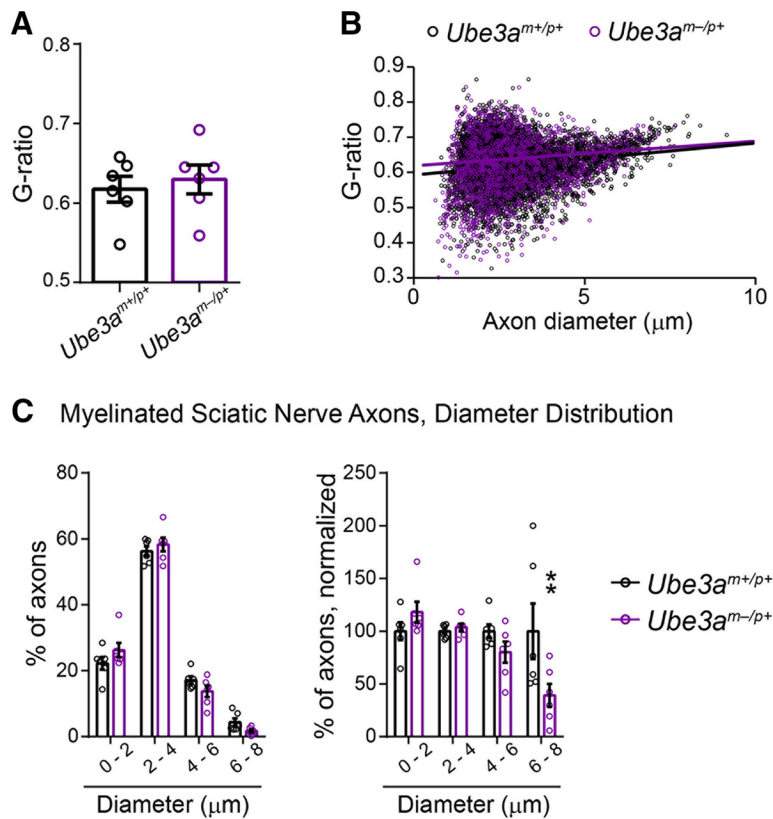 A
0.8
0.7
0.6
0.5
G-ratio
Ube3a^m+/p+
Ube3a^m–/p+
B
Ube3a^m+/p+ Ube3a^m–/p+
0.9
0.8
0.7
0.6
0.5
0.4
0.3
G-ratio
0 5 10
Axon diameter (μm)
C Myelinated Sciatic Nerve Axons, Diameter Distribution
80
60
40
20
0
% of axons
0 - 2 2 - 4 4 - 6 6 - 8
Diameter (μm)
250
200
150
100
50
0
% of axons, normalized
**
0 - 2 2 - 4 4 - 6 6 - 8
Diameter (μm)
Ube3a^m+/p+
Ube3a^m–/p+